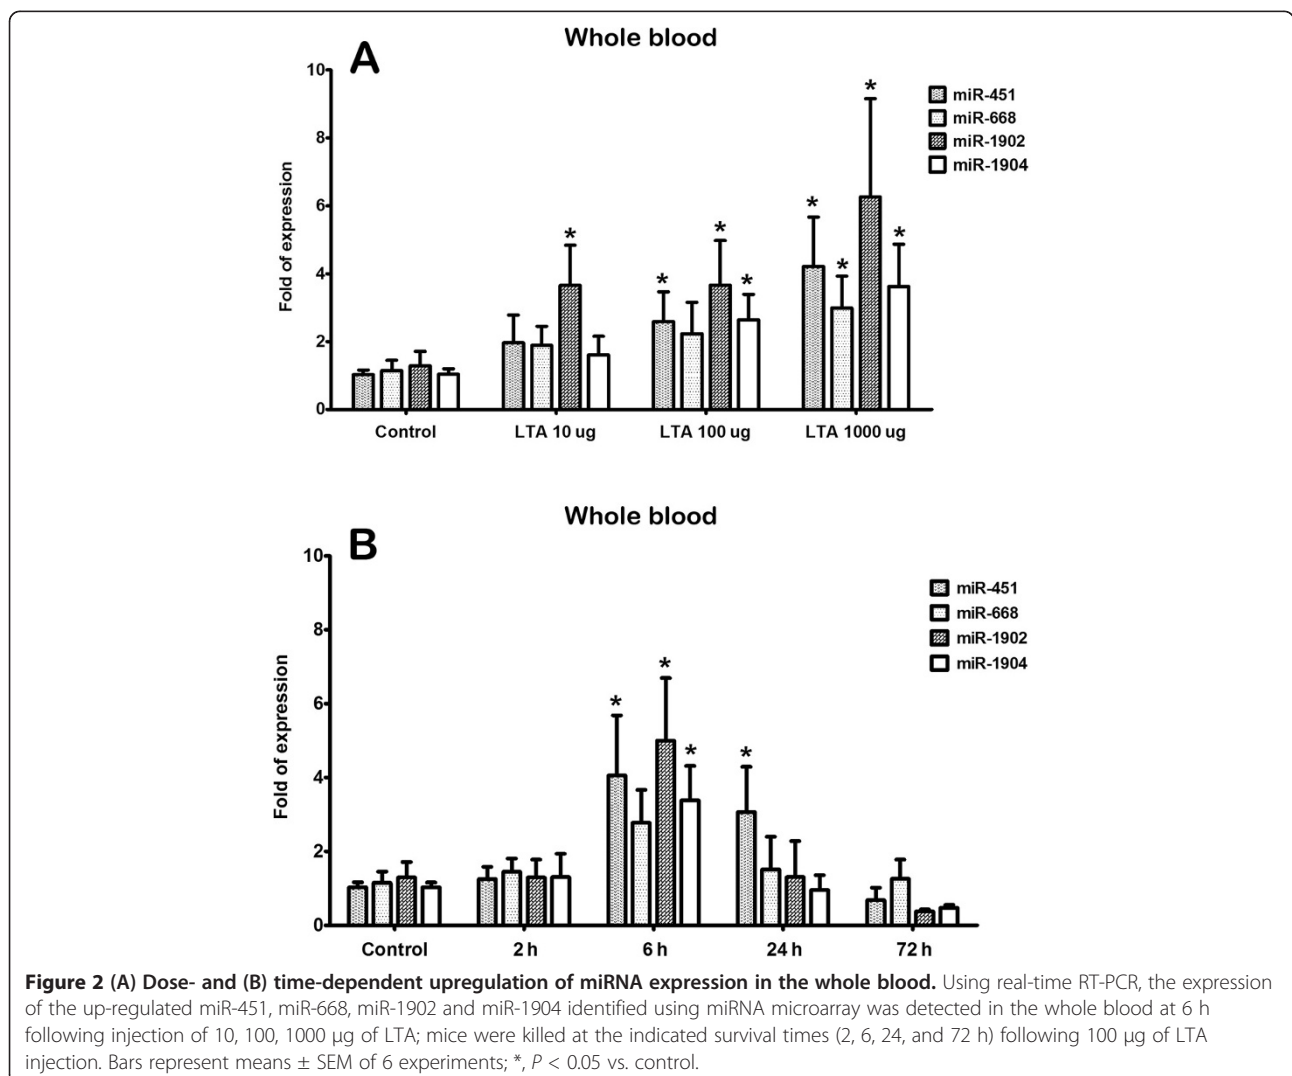 A
Whole blood
10
8
6
4
2
0
Fold of expression
*
*
*
*
*
*
*
*
miR-451
miR-668
miR-1902
miR-1904
Control
LTA 10 ug
LTA 100 ug
LTA 1000 ug
B
Whole blood
10
8
6
4
2
0
Fold of expression
*
*
*
*
miR-451
miR-668
miR-1902
miR-1904
Control
2 h
6 h
24 h
72 h
Figure 2 (A) Dose- and (B) time-dependent upregulation of miRNA expression in the whole blood. Using real-time RT-PCR, the expression
of the up-regulated miR-451, miR-668, miR-1902 and miR-1904 identified using miRNA microarray was detected in the whole blood at 6 h
following injection of 10, 100, 1000 μg of LTA; mice were killed at the indicated survival times (2, 6, 24, and 72 h) following 100 μg of LTA
injection. Bars represent means ± SEM of 6 experiments; *, P < 0.05 vs. control.